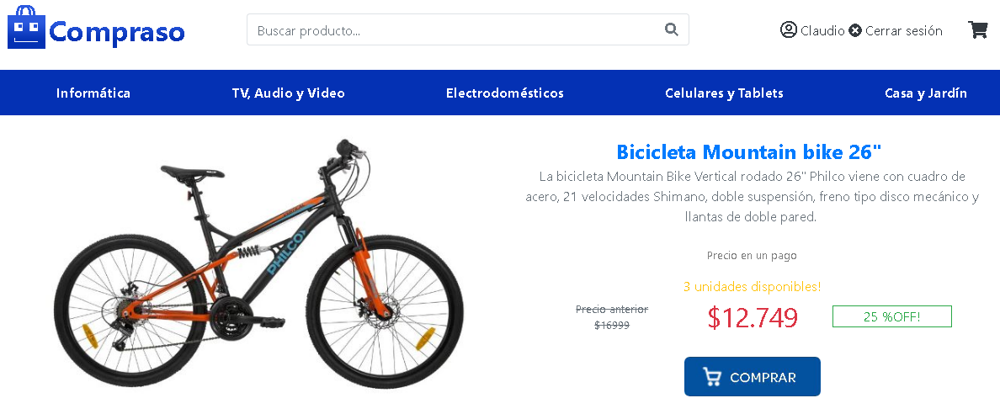 Compraso
Buscar producto...
Claudio Cerrar sesión
Informática
TV, Audio y Video
Electrodomésticos
Celulares y Tablets
Casa y Jardín
PHILCO
Bicicleta Mountain bike 26"
La bicicleta Mountain Bike Vertical rodado 26" Philco viene con cuadro de
acero, 21 velocidades Shimano, doble suspensión, freno tipo disco mecánico y
llantas de doble pared.
Precio en un pago
3 unidades disponibles!
Precio anterior
$16999
$12.749
25 %OFF!
COMPRAR